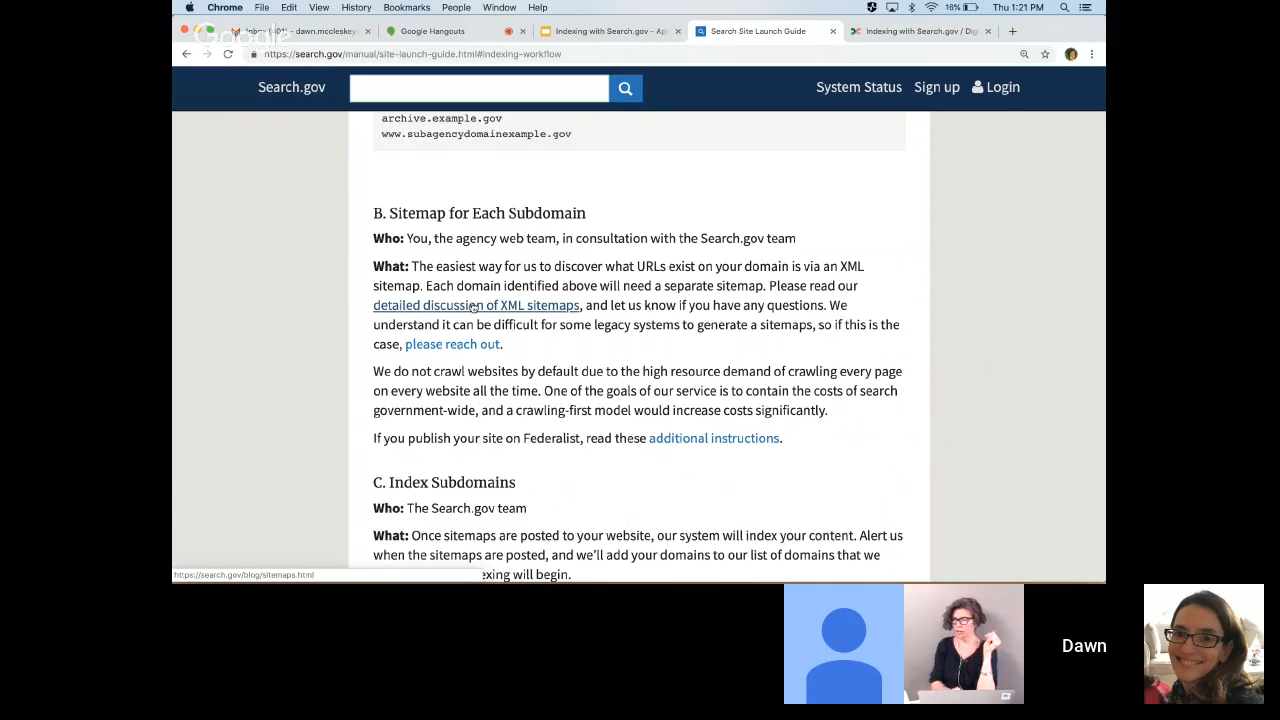 Chrome File Edit View History Bookmarks People Window Help 16% Thu 1:21 PM
Google Hangouts
Indexing with Search.gov - Ap
Search Site Launch Guide
Indexing with Search.gov / Dig
https://search.gov/manual/site-launch-guide.html#indexing-workflow
Search.gov System Status Sign up Login
archive.example.gov
www.subagencydomainexample.gov
B. Sitemap for Each Subdomain
Who: You, the agency web team, in consultation with the Search.gov team
What: The easiest way for us to discover what URLs exist on your domain is via an XML
sitemap. Each domain identified above will need a separate sitemap. Please read our
detailed discussion of XML sitemaps, and let us know if you have any questions. We
understand it can be difficult for some legacy systems to generate a sitemaps, so if this is the
case, please reach out.
We do not crawl websites by default due to the high resource demand of crawling every page
on every website all the time. One of the goals of our service is to contain the costs of search
government-wide, and a crawling-first model would increase costs significantly.
If you publish your site on Federalist, read these additional instructions.
C. Index Subdomains
Who: The Search.gov team
What: Once sitemaps are posted to your website, our system will index your content. Alert us
when the sitemaps are posted, and we'll add your domains to our list of domains that we
exing will begin.
https://search.gov/blog/sitemaps.html
Dawn